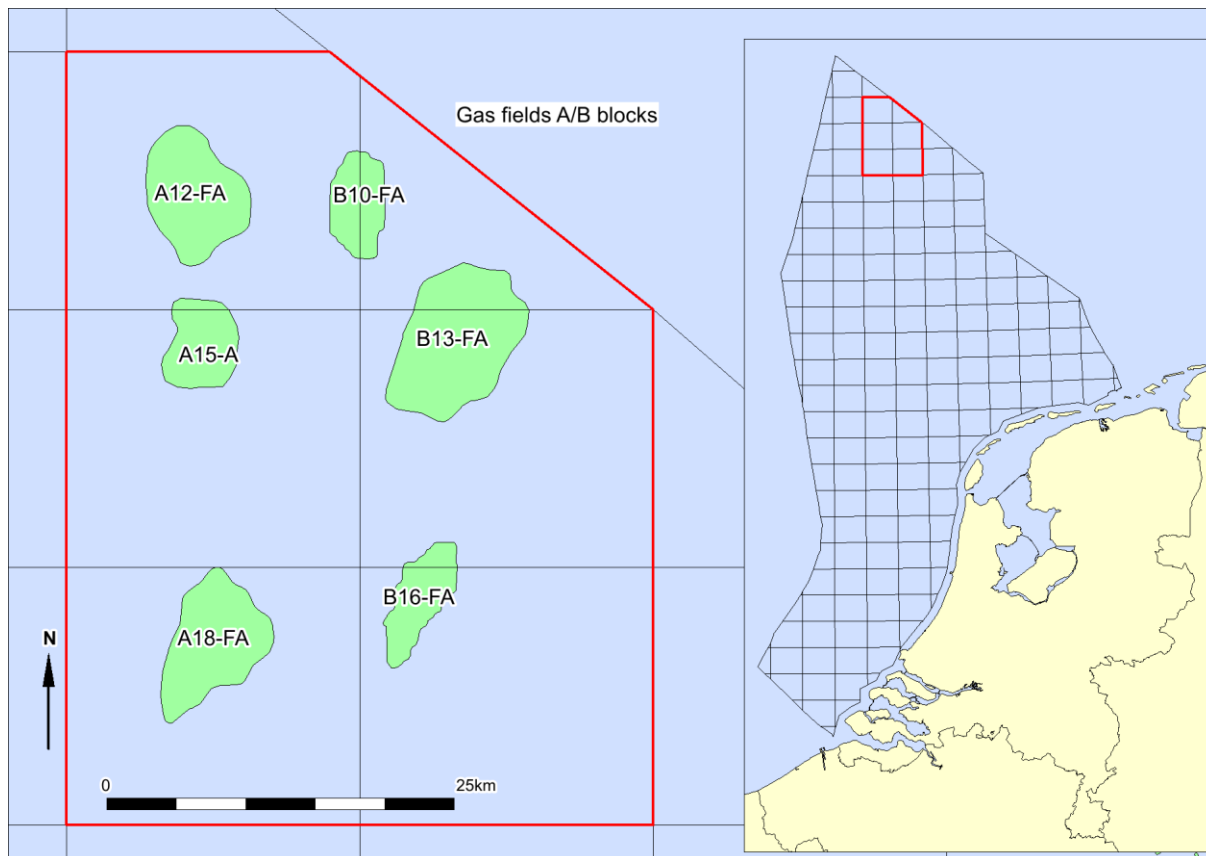 Gas fields A/B blocks
A12-FA
B10-FA
B13-FA
A15-A
B16-FA
A18-FA
N
0
25km